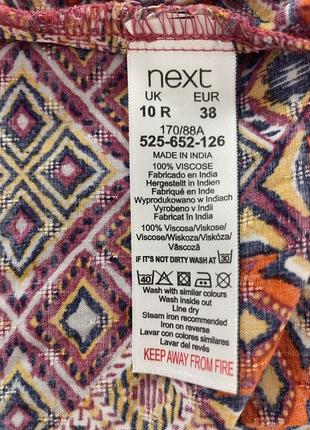 next
UK EUR
10 R 38
170/88A
525-652-126
MADE IN INDIA
100% VISCOSE
Fabricado en India
Hergestellt in Indien
Fabriqué en Inde
Wyprodukowano w Indiach
Vyrobeno v Indii
Fabricat în India
100% Viscosa/Viskose/
Viscose/Wiskoza/Viskóza/
Vâscoză
IF IT'S NOT DIRTY WASH AT 30
40
Wash with similar colours
Wash inside out
Line dry
Steam iron recommended
Iron on reverse
Lavar con colores similares
Lavar del revés
KEEP AWAY FROM FIRE